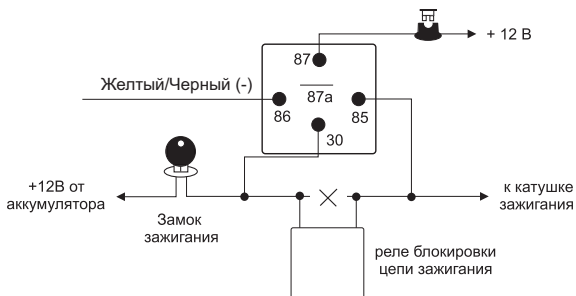 + 12 В
87
Желтый/Черный (-)
87а
86
85
30
+12В от
аккумулятора
Замок
зажигания
к катушке
зажигания
реле блокировки
цепи зажигания